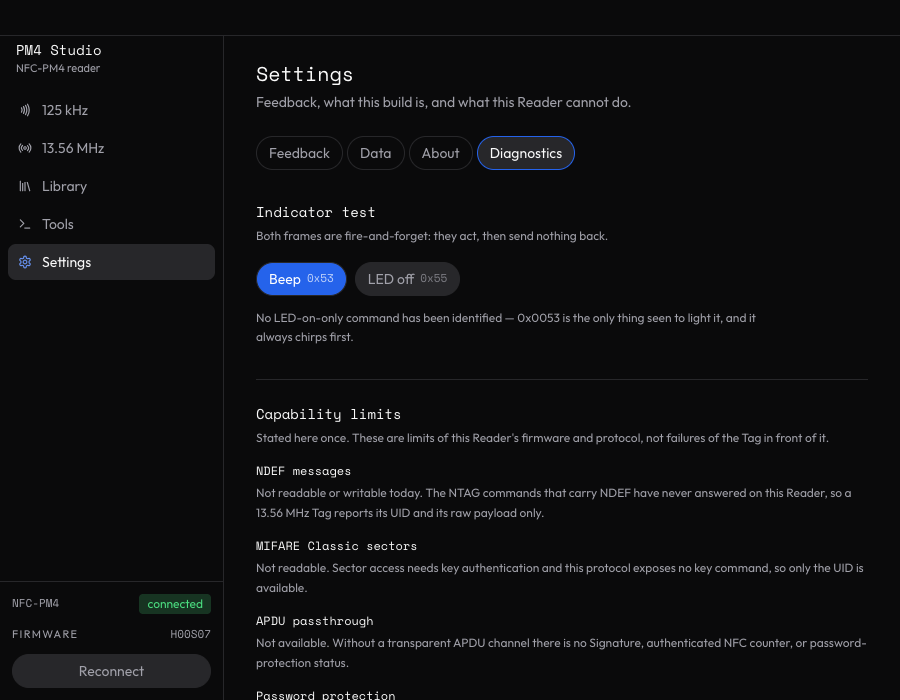 PM4 Studio
NFC-PM4 reader
125 kHz
13.56 MHz
Library
Tools
Settings
NFC-PM4
connected
FIRMWARE
H00S07
Reconnect
Settings
Feedback, what this build is, and what this Reader cannot do.
Feedback
Data
About
Diagnostics
Indicator test
Both frames are fire-and-forget: they act, then send nothing back.
Beep 0x53
LED off 0x55
No LED-on-only command has been identified — 0x0053 is the only thing seen to light it, and it
always chirps first.
Capability limits
Stated here once. These are limits of this Reader's firmware and protocol, not failures of the Tag in front of it.
NDEF messages
Not readable or writable today. The NTAG commands that carry NDEF have never answered on this Reader, so a
13.56 MHz Tag reports its UID and its raw payload only.
MIFARE Classic sectors
Not readable. Sector access needs key authentication and this protocol exposes no key command, so only the UID is
available.
APDU passthrough
Not available. Without a transparent APDU channel there is no Signature, authenticated NFC counter, or password-
protection status.
Password protection